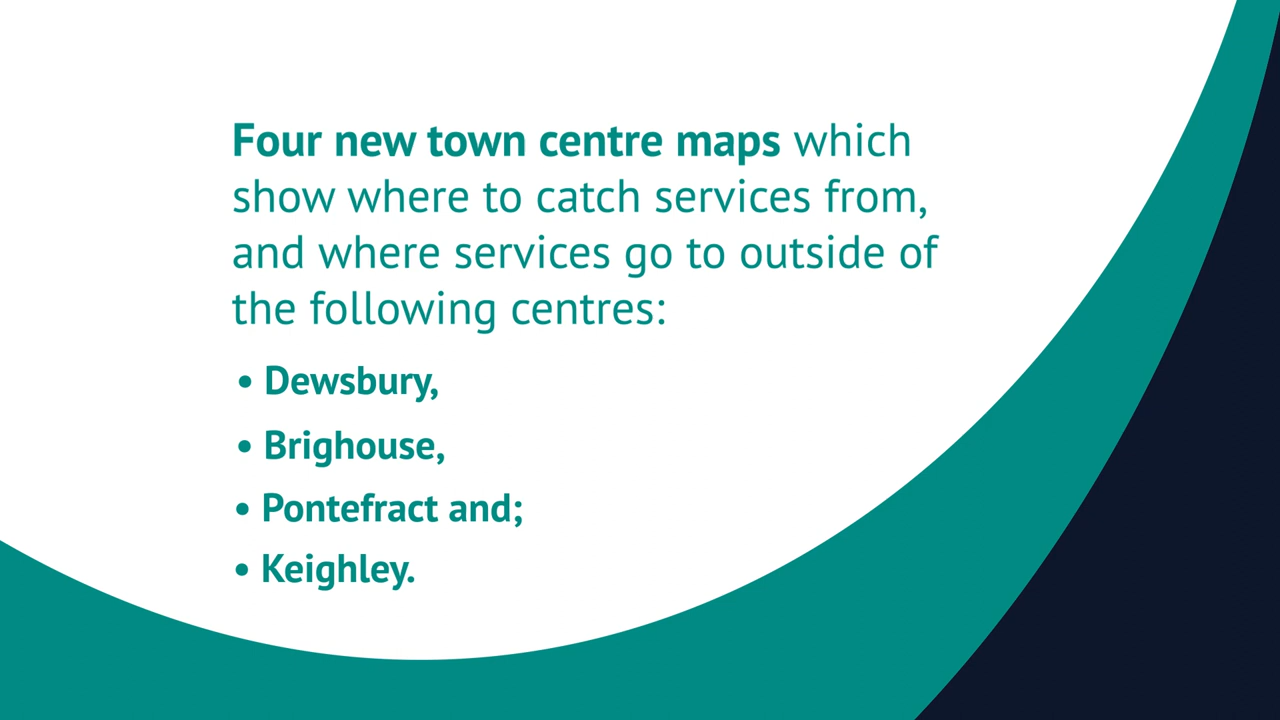 Four new town centre maps which
show where to catch services from,
and where services go to outside of
the following centres:
• Dewsbury,
• Brighouse,
• Pontefract and;
• Keighley.